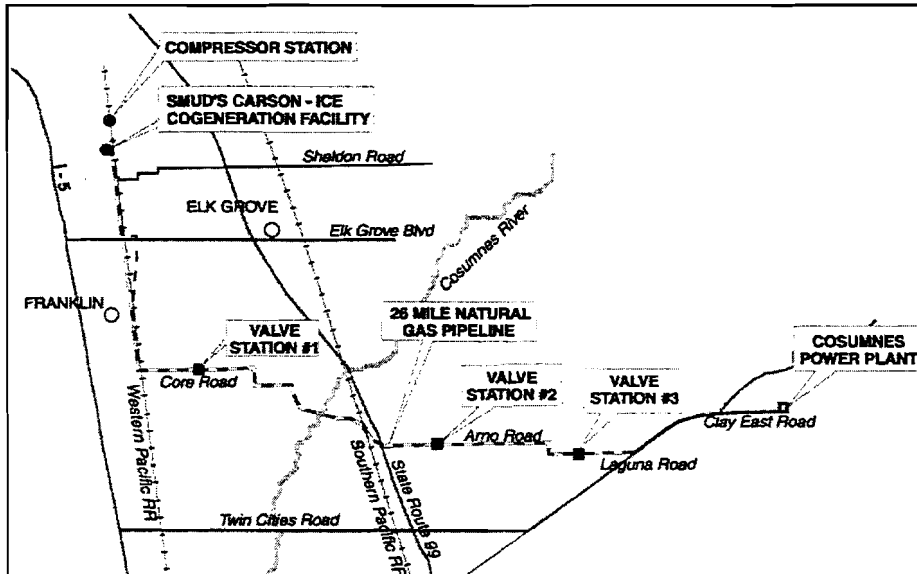 COMPRESSOR STATION
SMUD'S CARSON - ICE
COGENERATION FACILITY
Sheldon Road
I - 5
ELK GROVE
Elk Grove Blvd
Cosumnes River
FRANKLIN
26 MILE NATURAL
GAS PIPELINE
VALVE
STATION #1
COSUMNES
POWER PLANT
Core Road
VALVE
STATION #2
VALVE
STATION #3
Clay East Road
Arno Road
Laguna Road
Western Pacific RR
Southern Pacific RR
State Route 99
Twin Cities Road